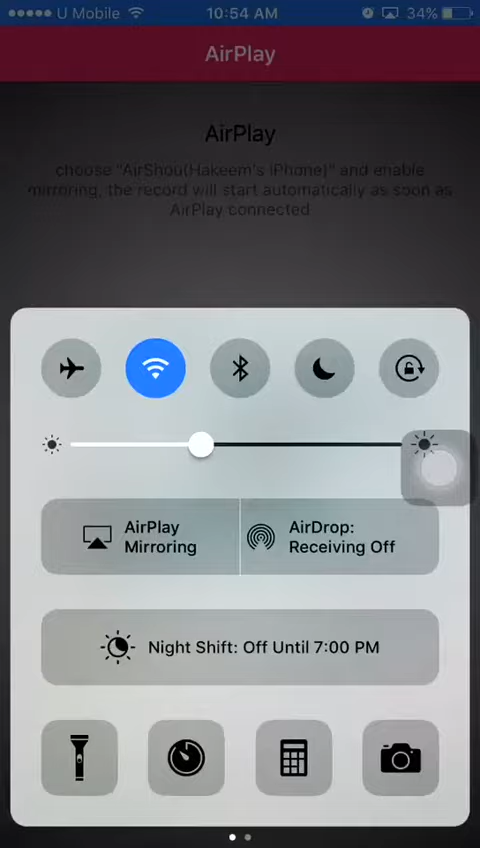 U Mobile 10:54 AM 34%
AirPlay
AirPlay
choose "AirShou(Hakeem's iPhone)" and enable
mirroring, the record will start automatically as soon as
AirPlay connected
AirPlay
Mirroring
AirDrop:
Receiving Off
Night Shift: Off Until 7:00 PM